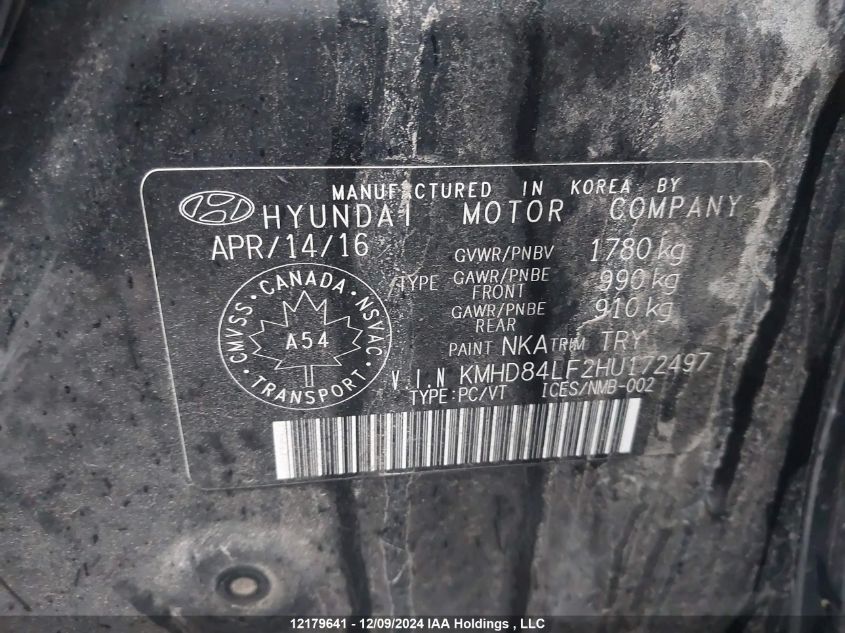 MANUFACTURED IN KOREA BY
HYUNDAI MOTOR COMPANY
APR/14/16
GVWR/PNBV 1780 kg
/TYPE GAWR/PNBE FRONT 990 kg
GAWR/PNBE REAR 910 kg
PAINT NKA TRIM TRY
CMVSS • CANADA • NSVAC • TRANSPORT •
A54
V.I.N KMHD84LF2HU172497
TYPE:PC/VT ICES/NMB-002
12179641 - 12/09/2024 IAA Holdings , LLC